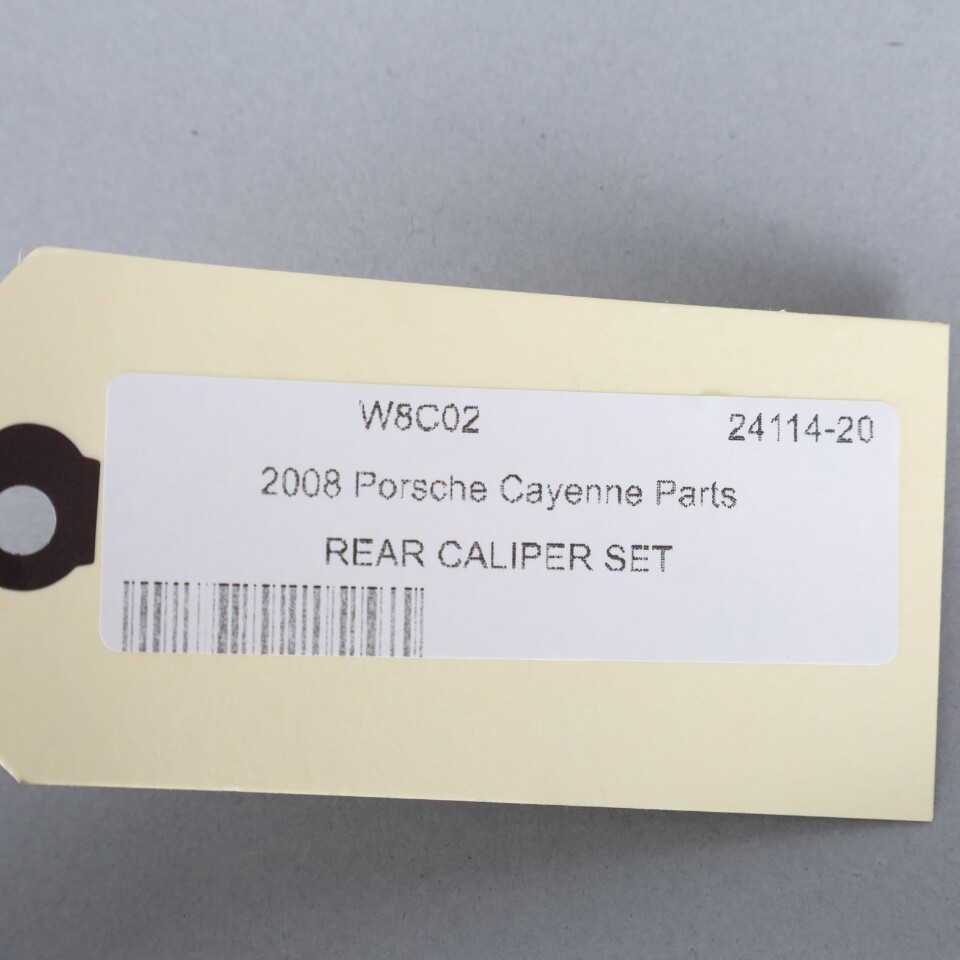 W8C02 24114-20
2008 Porsche Cayenne Parts
REAR CALIPER SET